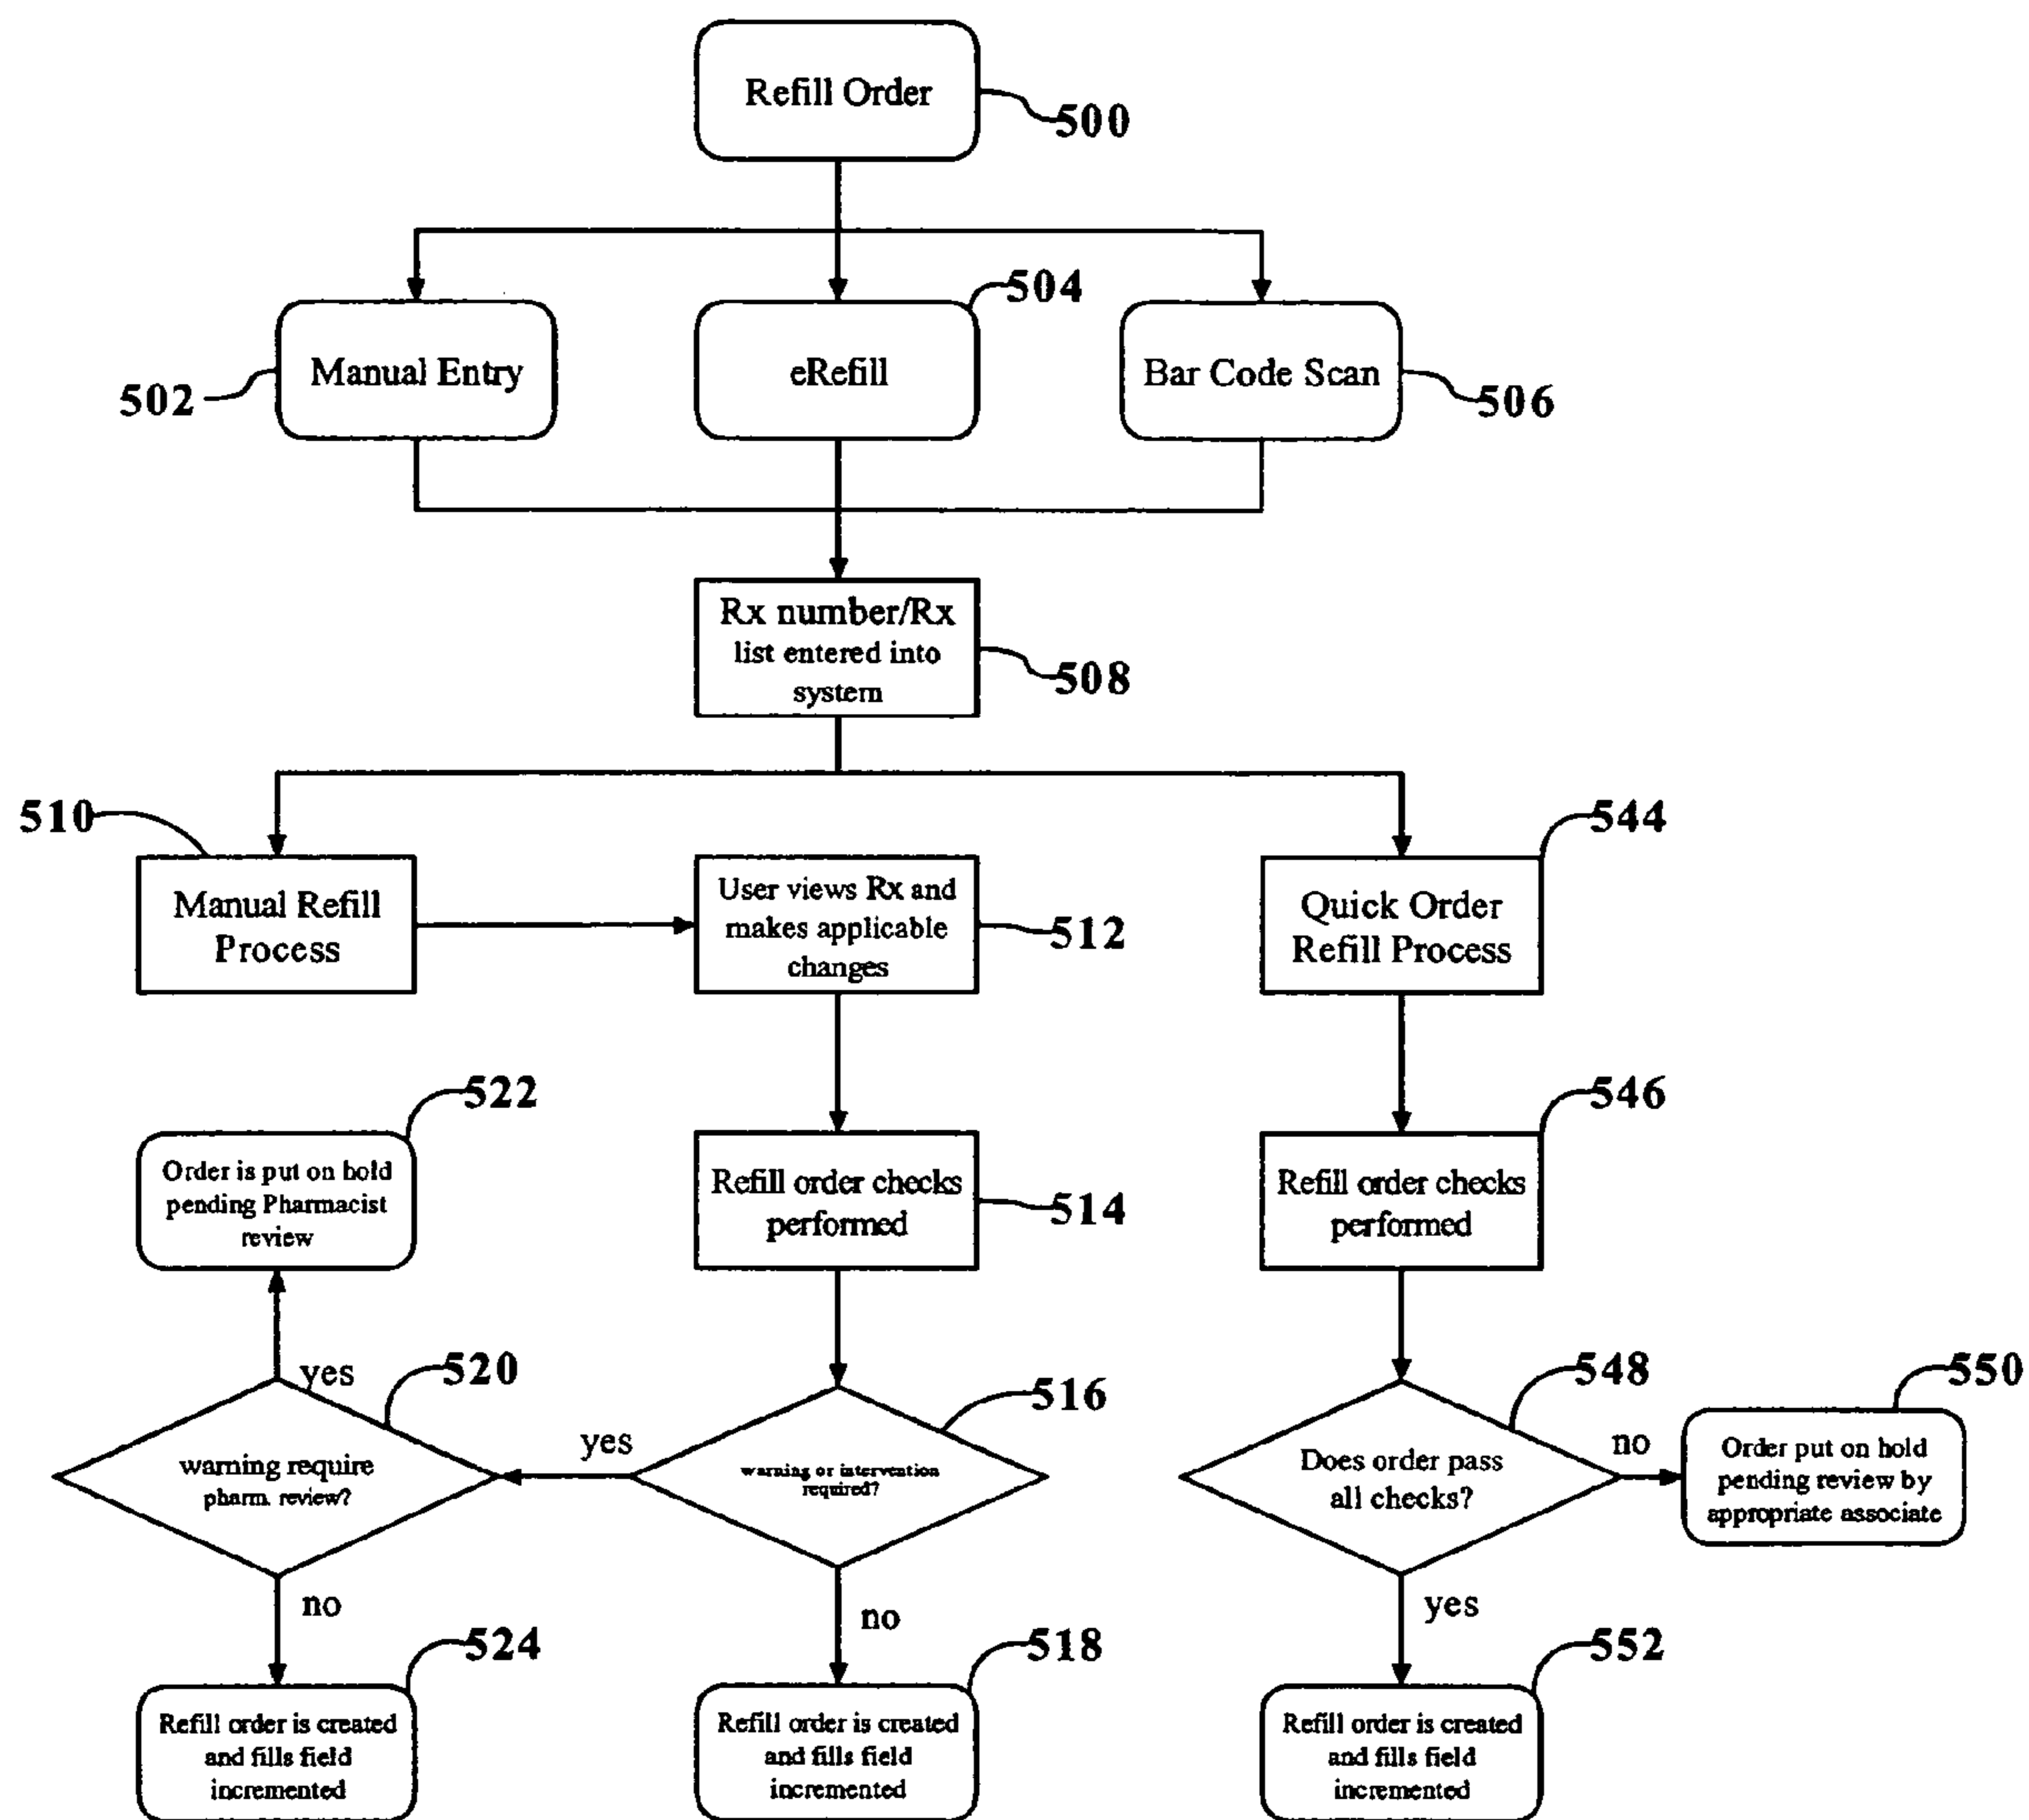 Refill Order
500
504
Manual Entry
eRefill
Bar Code Scan
502
506
Rx number/Rx
list entered into
system
508
510
544
Manual Refill
Process
User views Rx and
makes applicable
changes
512
Quick Order
Refill Process
522
546
Order is put on hold
pending Pharmacist
review
Refill order checks
performed
514
Refill order checks
performed
yes
520
516
548
550
warning require
pharm. review?
yes
warning or intervention
required?
Does order pass
all checks?
no
Order put on hold
pending review by
appropriate associate
no
no
yes
524
518
552
Refill order is created
and fills field
incremented
Refill order is created
and fills field
incremented
Refill order is created
and fills field
incremented